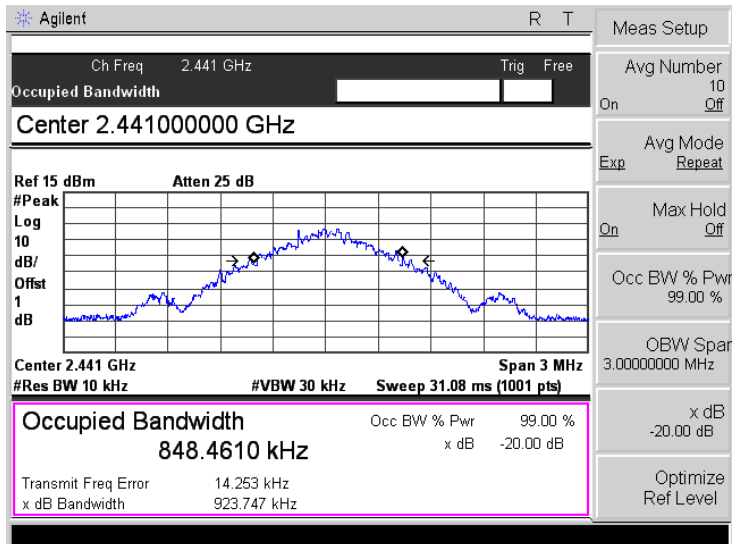 Agilent R T
Ch Freq 2.441 GHz Trig Free
Occupied Bandwidth
Center 2.441000000 GHz
Ref 15 dBm Atten 25 dB
#Peak
Log
10
dB/
Offst
1
dB
Center 2.441 GHz Span 3 MHz
#Res BW 10 kHz #VBW 30 kHz Sweep 31.08 ms (1001 pts)
Occupied Bandwidth Occ BW % Pwr 99.00 %
848.4610 kHz x dB -20.00 dB
Transmit Freq Error 14.253 kHz
x dB Bandwidth 923.747 kHz
Meas Setup
Avg Number
10
On Off
Avg Mode
Exp Repeat
Max Hold
On Off
Occ BW % Pwr
99.00 %
OBW Span
3.00000000 MHz
x dB
-20.00 dB
Optimize
Ref Level